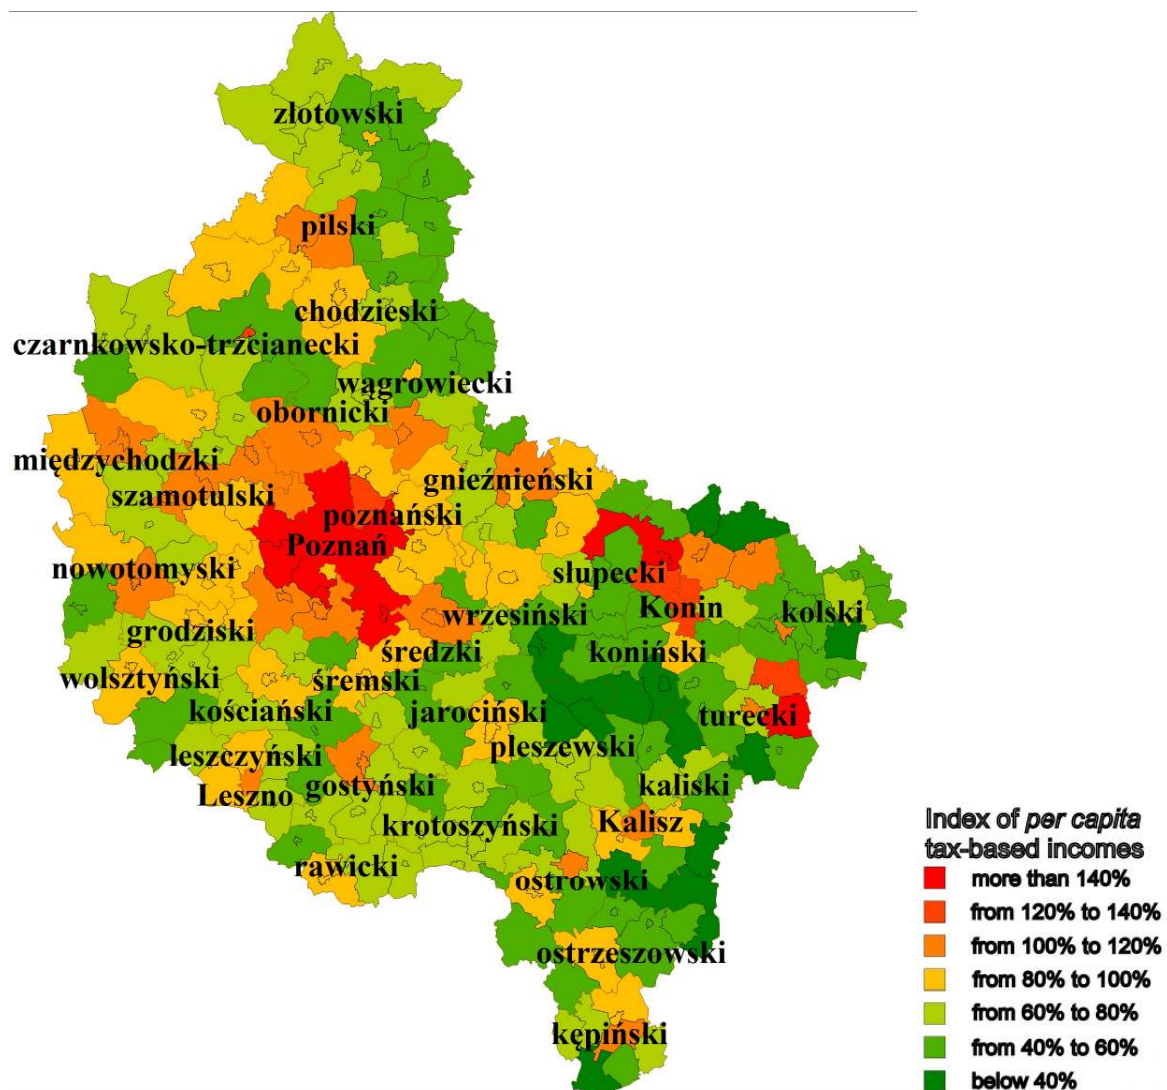 złotowski
pilski
chodzieski
czarnkowsko-trzcianecki
wągrowiecki
obornicki
międzychodzki
gnieźnieński
szamotulski
poznański
Poznań
nowotomyski
słupecki
Konin
kolski
wrzesiński
grodziski
średzki
koniński
wolsztyński
śremski
kościański
jarociński
turecki
pleszewski
leszczyński
gostyński
kaliski
Leszno
krotoszyński
Kalisz
rawicki
ostrowski
ostrzeszowski
kępiński
Index of per capita
tax-based incomes
more than 140%
from 120% to 140%
from 100% to 120%
from 80% to 100%
from 60% to 80%
from 40% to 60%
below 40%